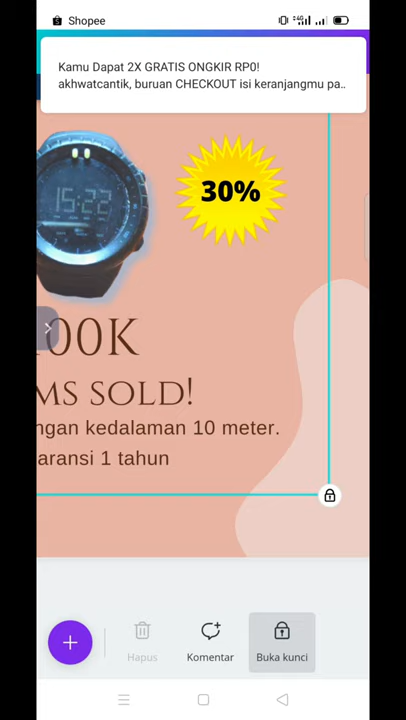 Shopee
Kamu Dapat 2X GRATIS ONGKIR RP0!
akhwatcantik, buruan CHECKOUT isi keranjangmu pa..
15:22
30%
00K
MS SOLD!
ngan kedalaman 10 meter.
aransi 1 tahun
Hapus
Komentar
Buka kunci